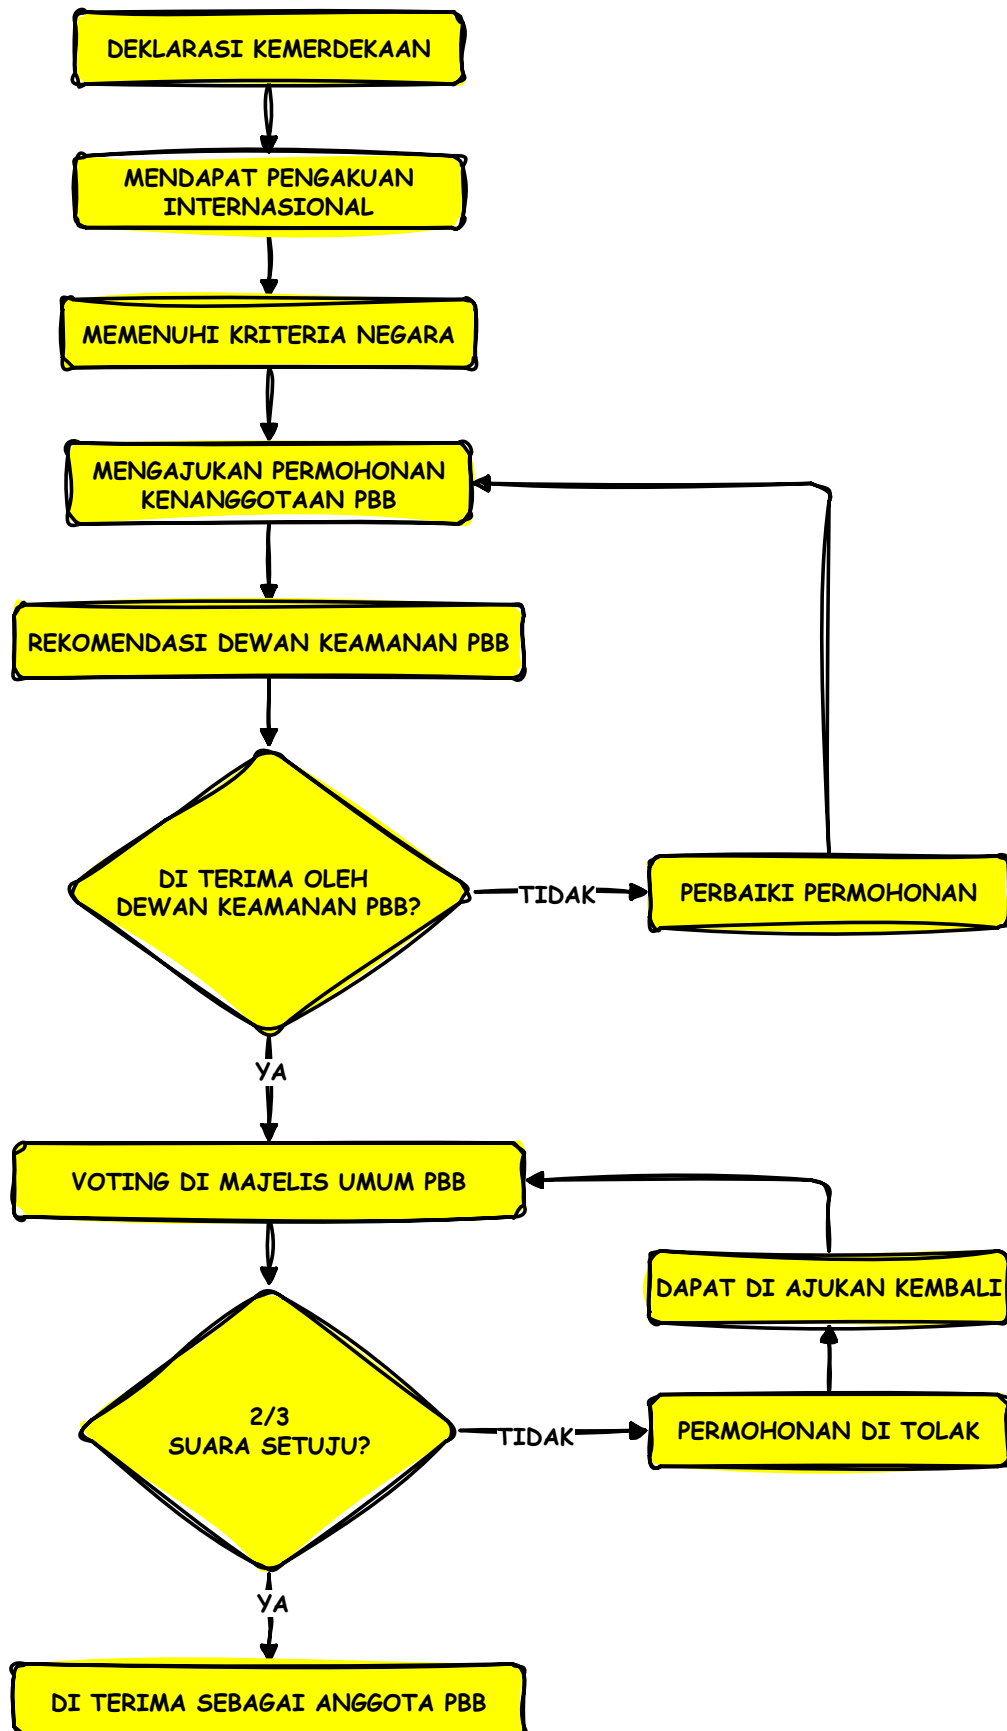 DEKLARASI KEMERDEKAAN
MENDAPAT PENGAKUAN
INTERNASIONAL
MEMENUHI KRITERIA NEGARA
MENGAJUKAN PERMOHONAN
KENANGGOTAAN PBB
REKOMENDASI DEWAN KEAMANAN PBB
DI TERIMA OLEH
DEWAN KEAMANAN PBB?
TIDAK
PERBAIKI PERMOHONAN
YA
VOTING DI MAJELIS UMUM PBB
DAPAT DI AJUKAN KEMBALI
2/3
SUARA SETUJU?
TIDAK
PERMOHONAN DI TOLAK
YA
DI TERIMA SEBAGAI ANGGOTA PBB